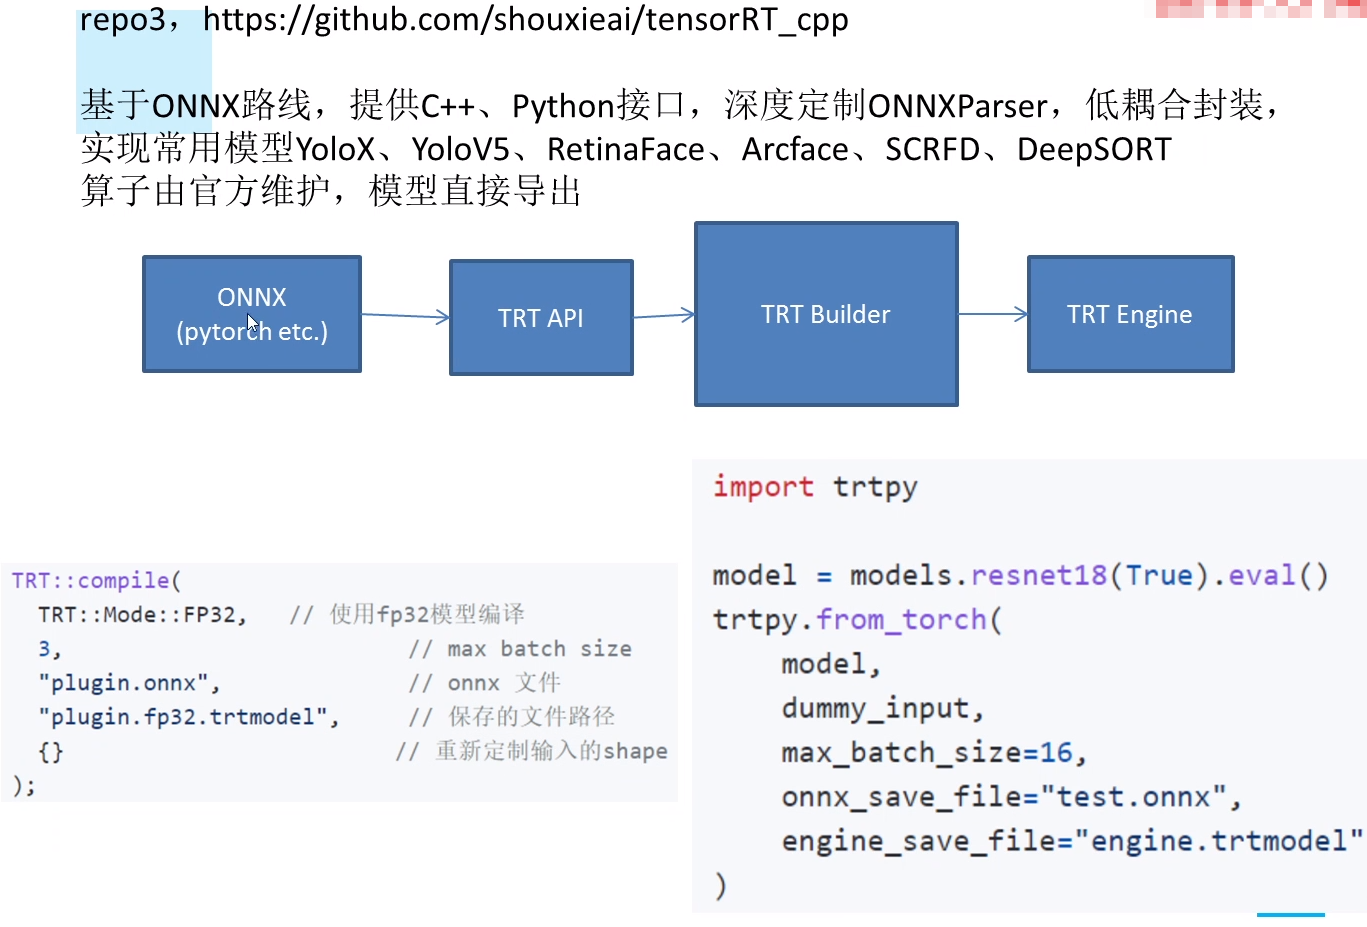 repo3，https://github.com/shouxieai/tensorRT_cpp
基于ONNX路线，提供C++、Python接口，深度定制ONNXParser，低耦合封装，
实现常用模型YoloX、YoloV5、RetinaFace、Arcface、SCRFD、DeepSORT
算子由官方维护，模型直接导出
ONNX
(pytorch etc.)
TRT API
TRT Builder
TRT Engine
TRT::compile(
TRT::Mode::FP32, // 使用fp32模型编译
3, // max batch size
"plugin.onnx", // onnx 文件
"plugin.fp32.trtmodel", // 保存的文件路径
{} // 重新定制输入的shape
);
import trtpy
model = models.resnet18(True).eval()
trtpy.from_torch(
model,
dummy_input,
max_batch_size=16,
onnx_save_file="test.onnx",
engine_save_file="engine.trtmodel"
)